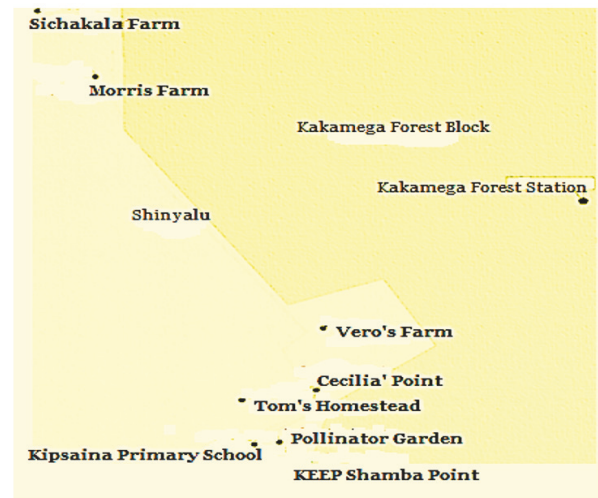 Sichakala Farm
Morris Farm
Kakamega Forest Block
Kakamega Forest Station
Shinyalu
Vero's Farm
Cecilia' Point
Tom's Homestead
Pollinator Garden
Kipsaina Primary School
KEEP Shamba Point